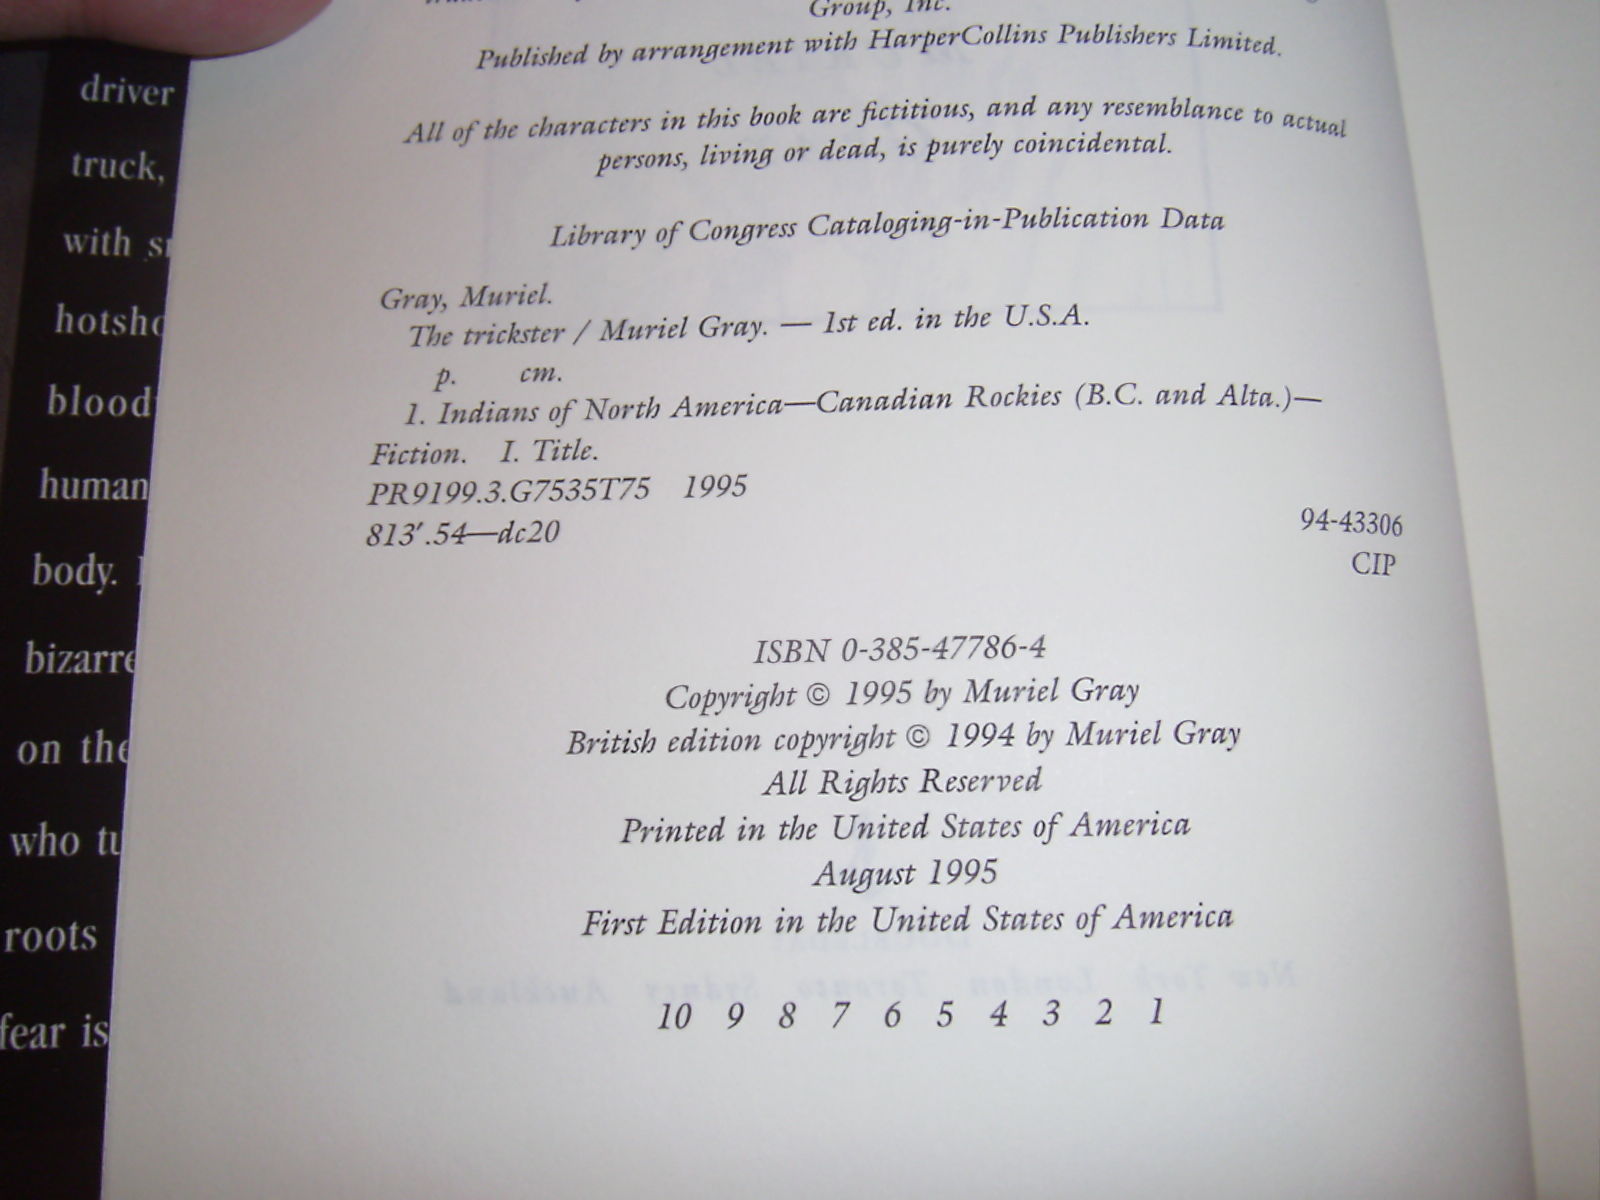 Group, Inc.
Published by arrangement with HarperCollins Publishers Limited.
All of the characters in this book are fictitious, and any resemblance to actual
persons, living or dead, is purely coincidental.
Library of Congress Cataloging-in-Publication Data
Gray, Muriel.
The trickster / Muriel Gray. — 1st ed. in the U.S.A.
p. cm.
1. Indians of North America—Canadian Rockies (B.C. and Alta.)—
Fiction. I. Title.
PR9199.3.G7535T75 1995
813'.54—dc20
94-43306
CIP
ISBN 0-385-47786-4
Copyright © 1995 by Muriel Gray
British edition copyright © 1994 by Muriel Gray
All Rights Reserved
Printed in the United States of America
August 1995
First Edition in the United States of America
10 9 8 7 6 5 4 3 2 1
driver
truck,
with
hotsho
blood
human
body.
bizarre
on the
who tu
roots
fear is